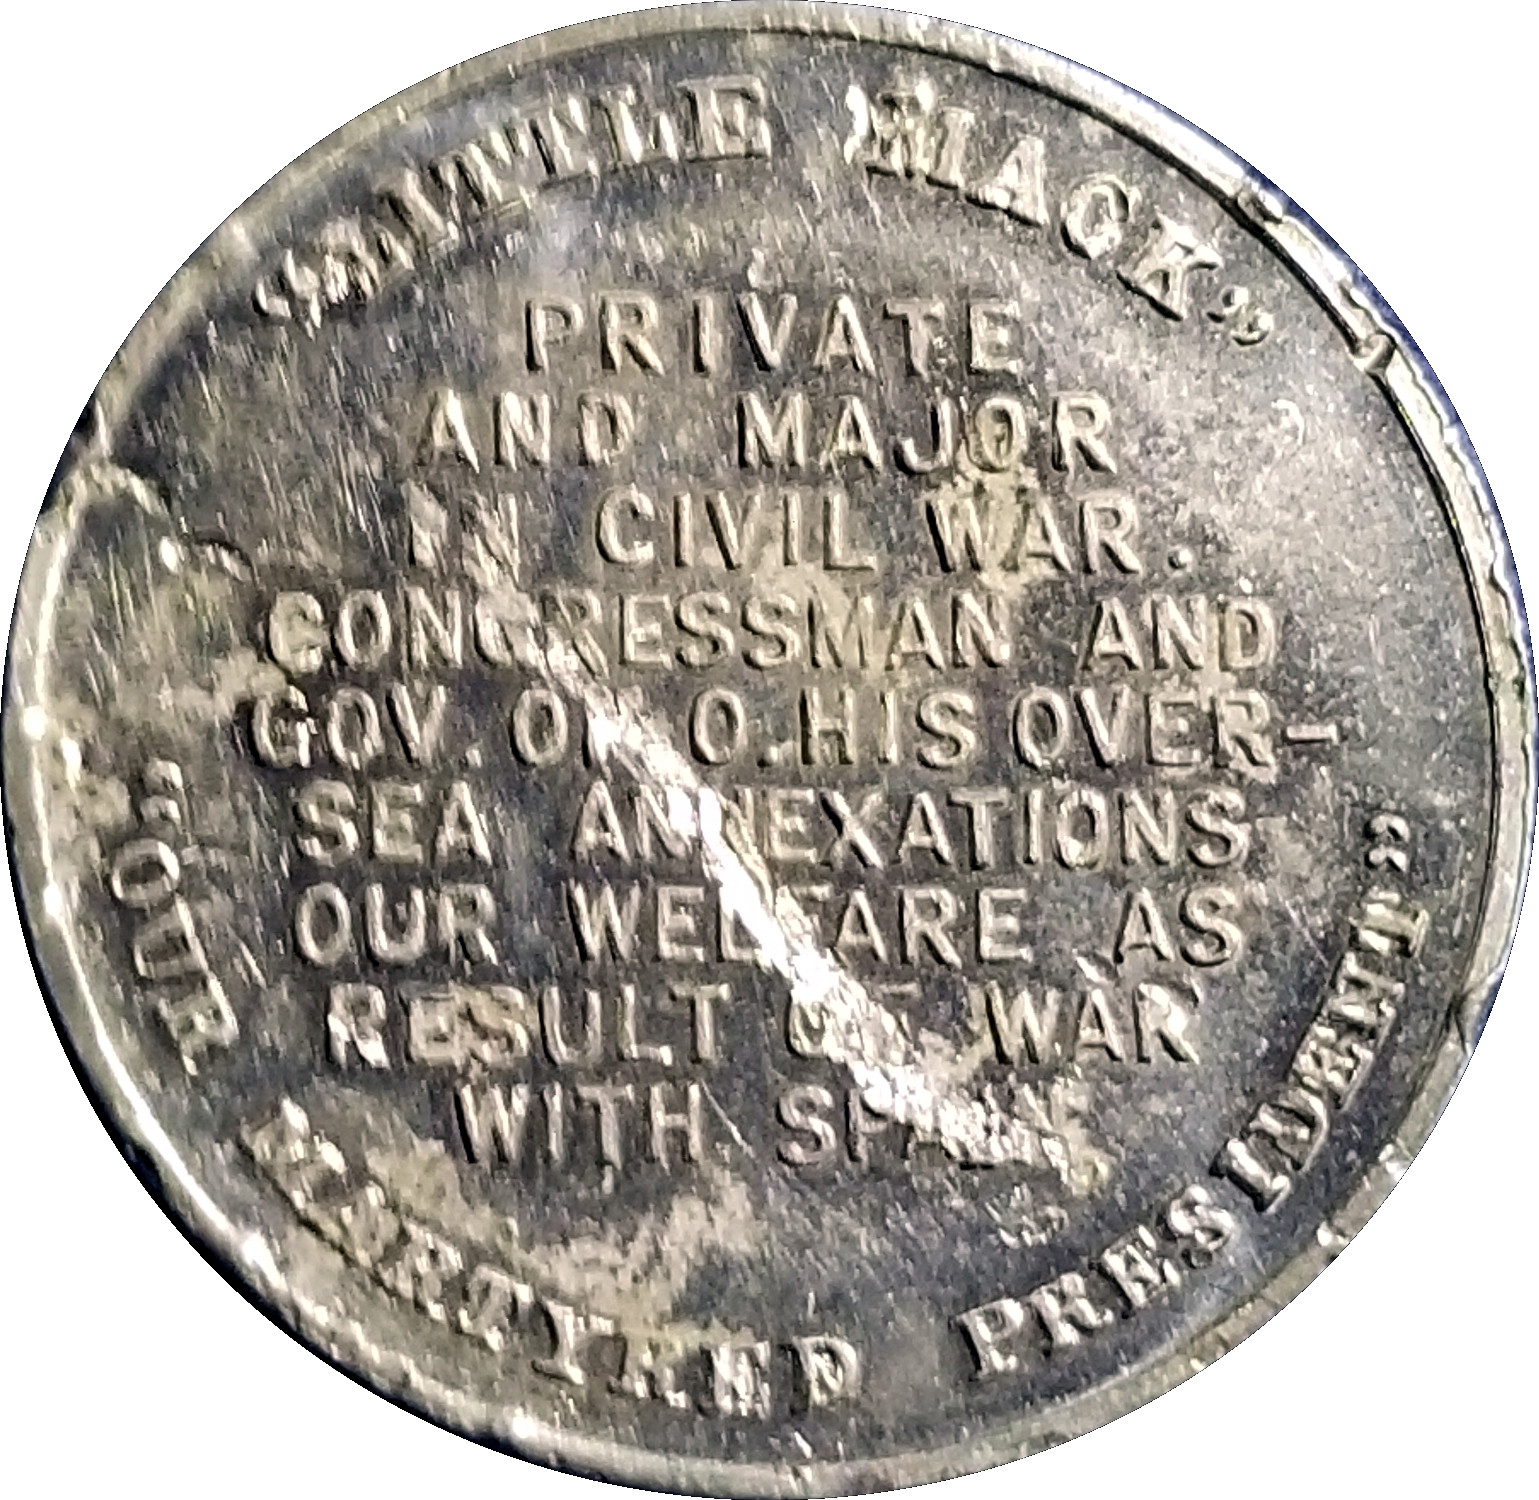 “LITTLE MACK”
PRIVATE
AND MAJOR
IN CIVIL WAR.
CONGRESSMAN AND
GOV. OF O. HIS OVER-
SEA ANNEXATIONS
OUR WELFARE AS
RESULT OF WAR
WITH SPAIN
“OUR MARTYRED PRESIDENT“